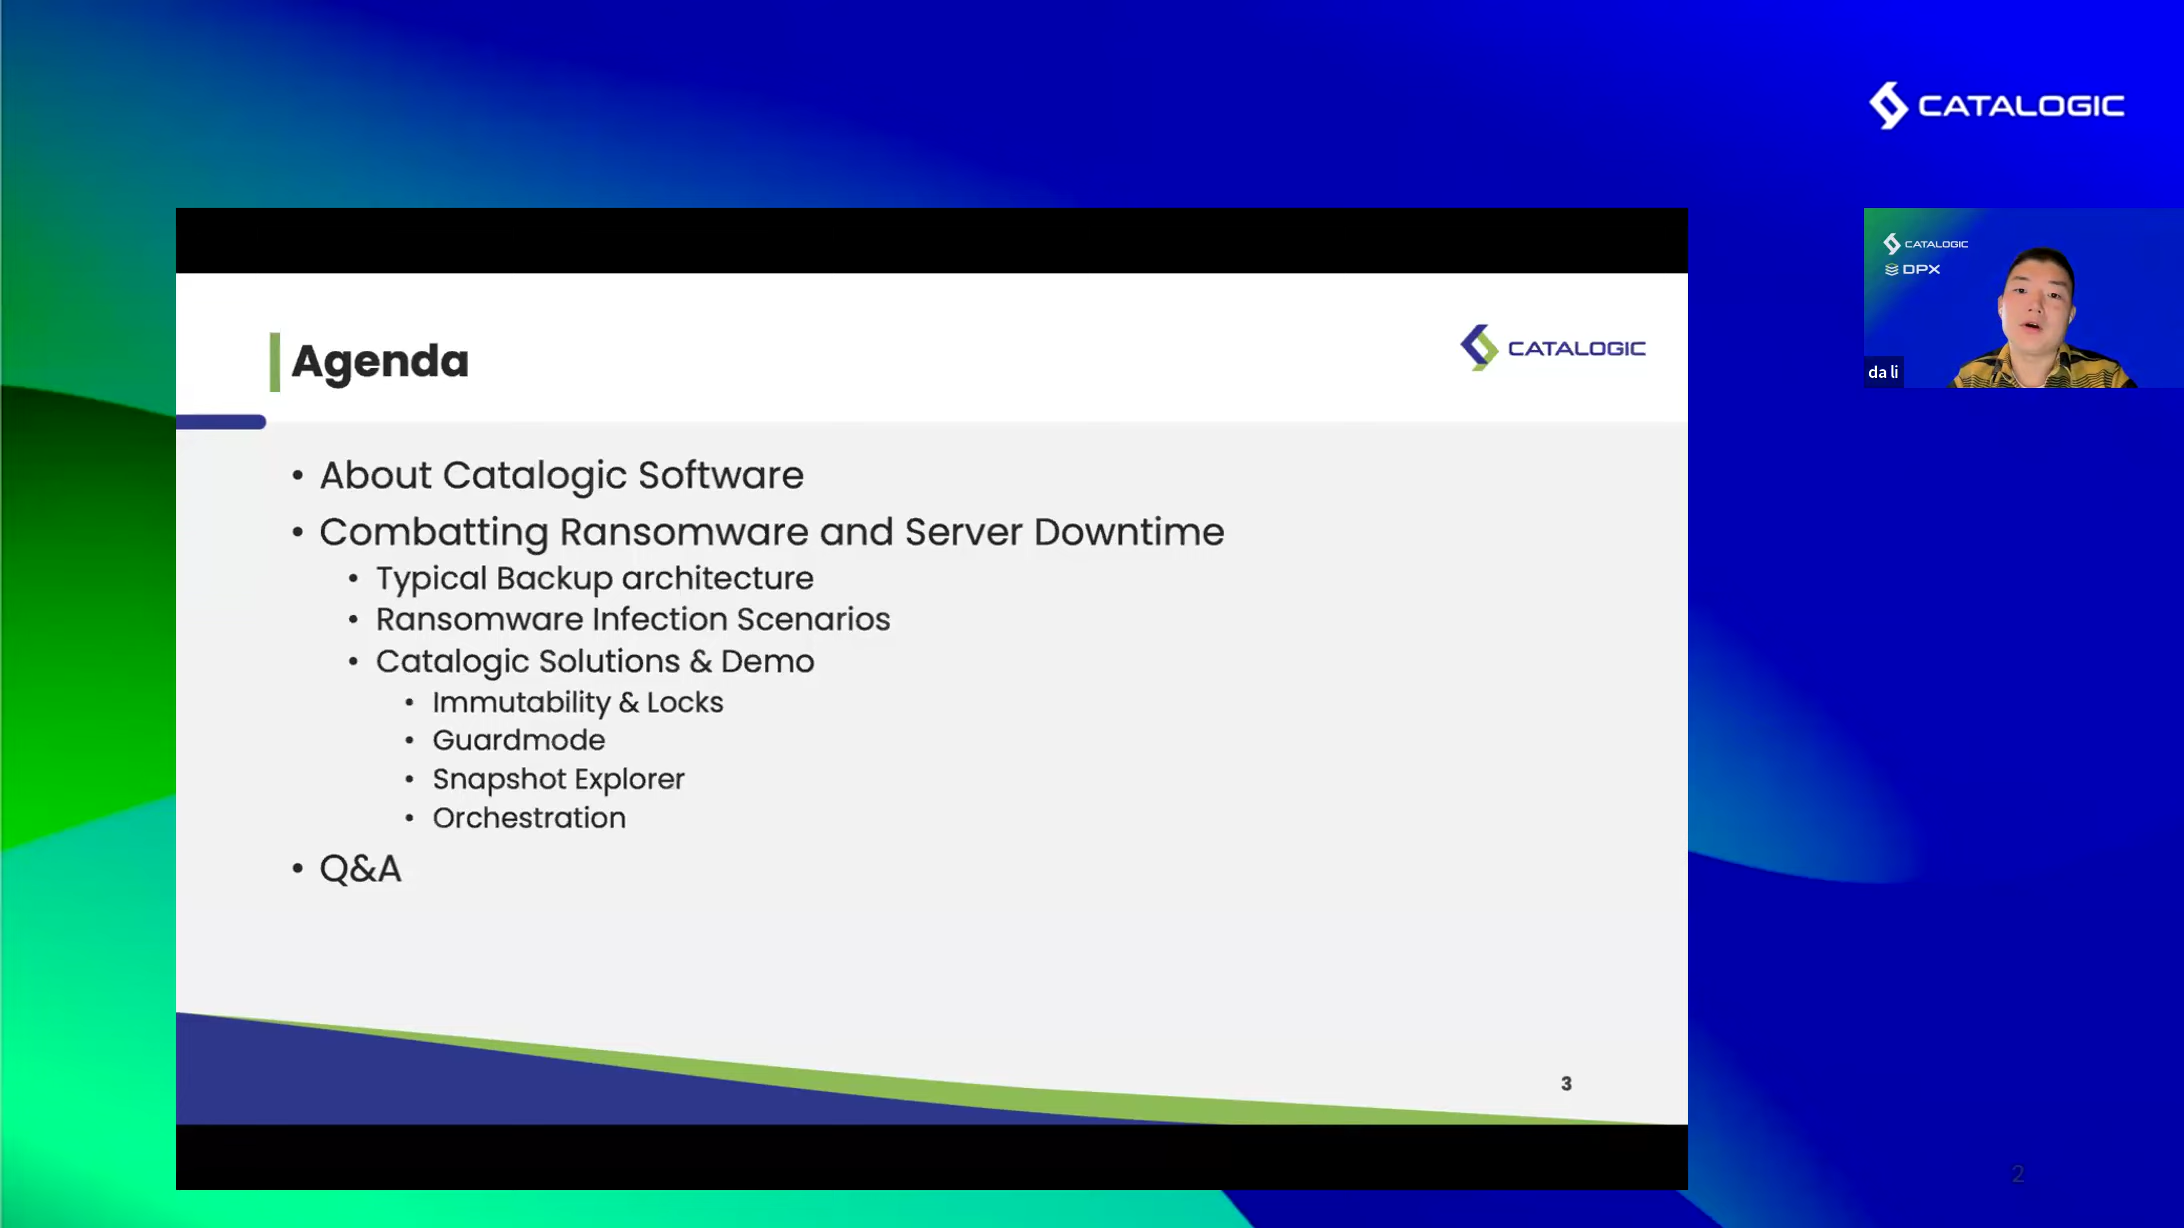 CATALOGIC
Agenda
CATALOGIC
• About Catalogic Software
• Combatting Ransomware and Server Downtime
• Typical Backup architecture
• Ransomware Infection Scenarios
• Catalogic Solutions & Demo
• Immutability & Locks
• Guardmode
• Snapshot Explorer
• Orchestration
• Q&A
3
CATALOGIC
DPX
da li
2